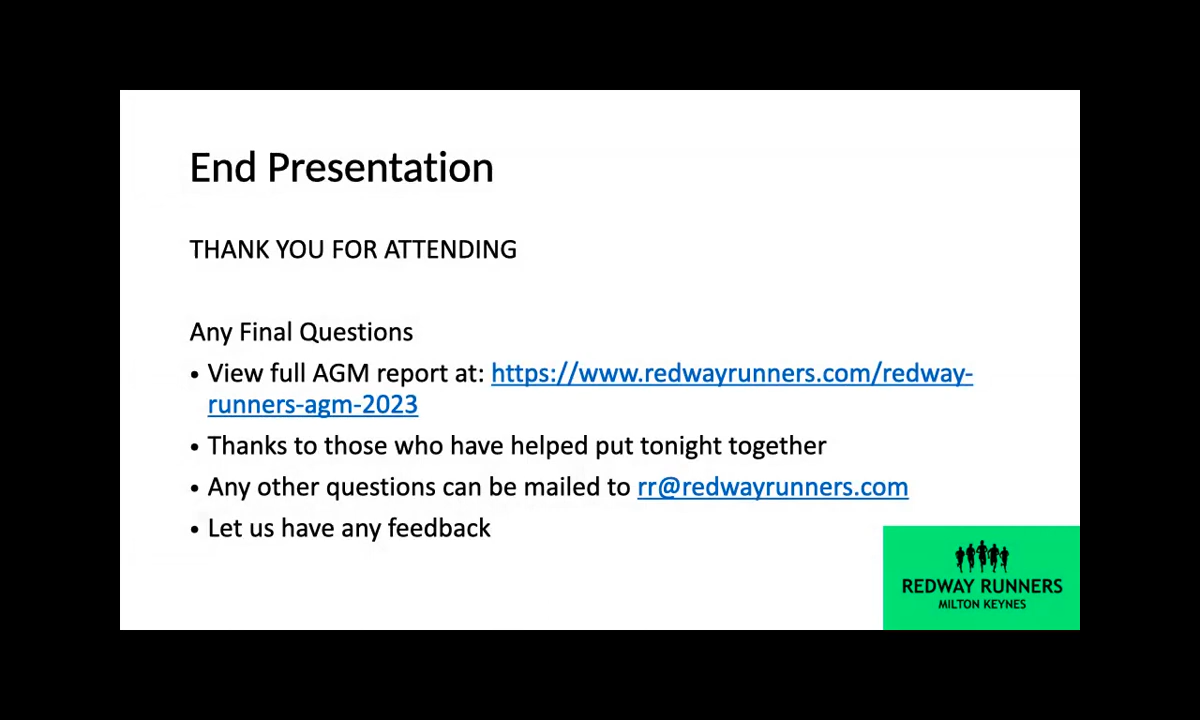 End Presentation
THANK YOU FOR ATTENDING
Any Final Questions
• View full AGM report at: https://www.redwayrunners.com/redway-
runners-agm-2023
• Thanks to those who have helped put tonight together
• Any other questions can be mailed to rr@redwayrunners.com
• Let us have any feedback
REDWAY RUNNERS
MILTON KEYNES